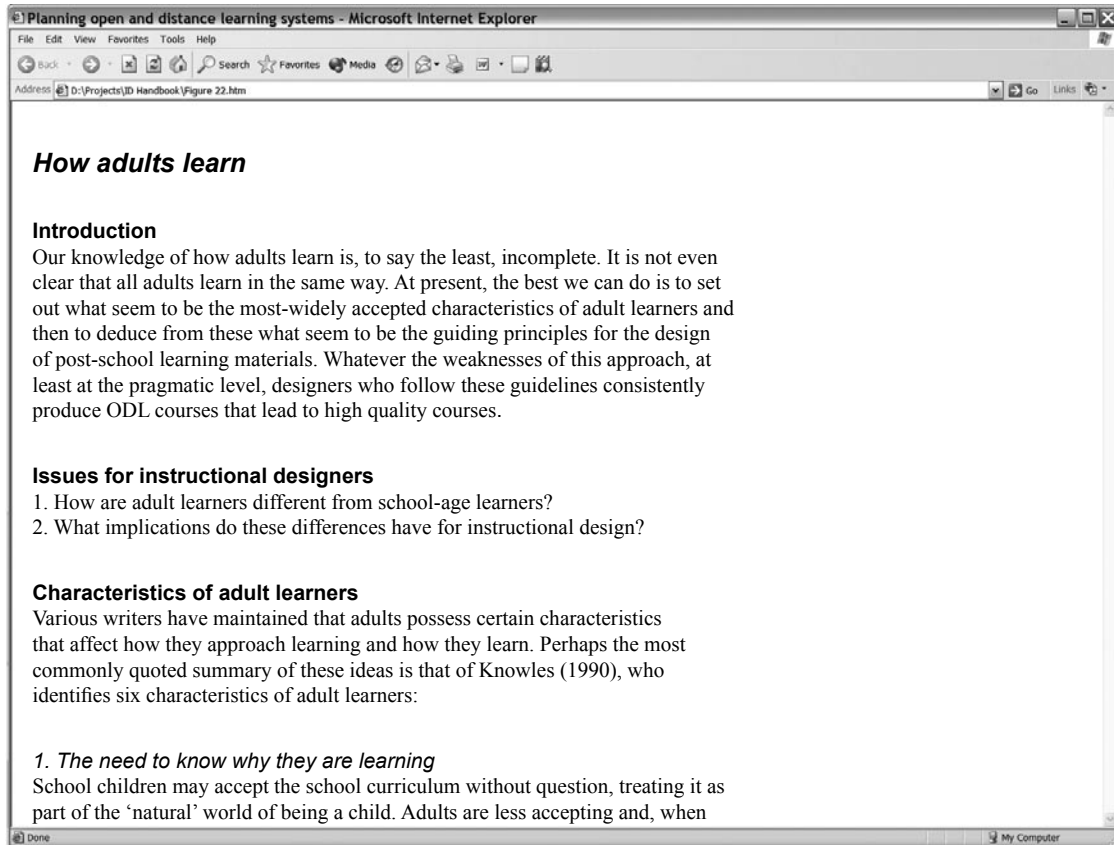 Planning open and distance learning systems - Microsoft Internet Explorer
File Edit View Favorites Tools Help
Back Search Favorites Media
Address D:\Projects\ID Handbook\Figure 22.htm Go Links
How adults learn
Introduction
Our knowledge of how adults learn is, to say the least, incomplete. It is not even
clear that all adults learn in the same way. At present, the best we can do is to set
out what seem to be the most-widely accepted characteristics of adult learners and
then to deduce from these what seem to be the guiding principles for the design
of post-school learning materials. Whatever the weaknesses of this approach, at
least at the pragmatic level, designers who follow these guidelines consistently
produce ODL courses that lead to high quality courses.
Issues for instructional designers
1. How are adult learners different from school-age learners?
2. What implications do these differences have for instructional design?
Characteristics of adult learners
Various writers have maintained that adults possess certain characteristics
that affect how they approach learning and how they learn. Perhaps the most
commonly quoted summary of these ideas is that of Knowles (1990), who
identifies six characteristics of adult learners:
1. The need to know why they are learning
School children may accept the school curriculum without question, treating it as
part of the ‘natural’ world of being a child. Adults are less accepting and, when
Done My Computer